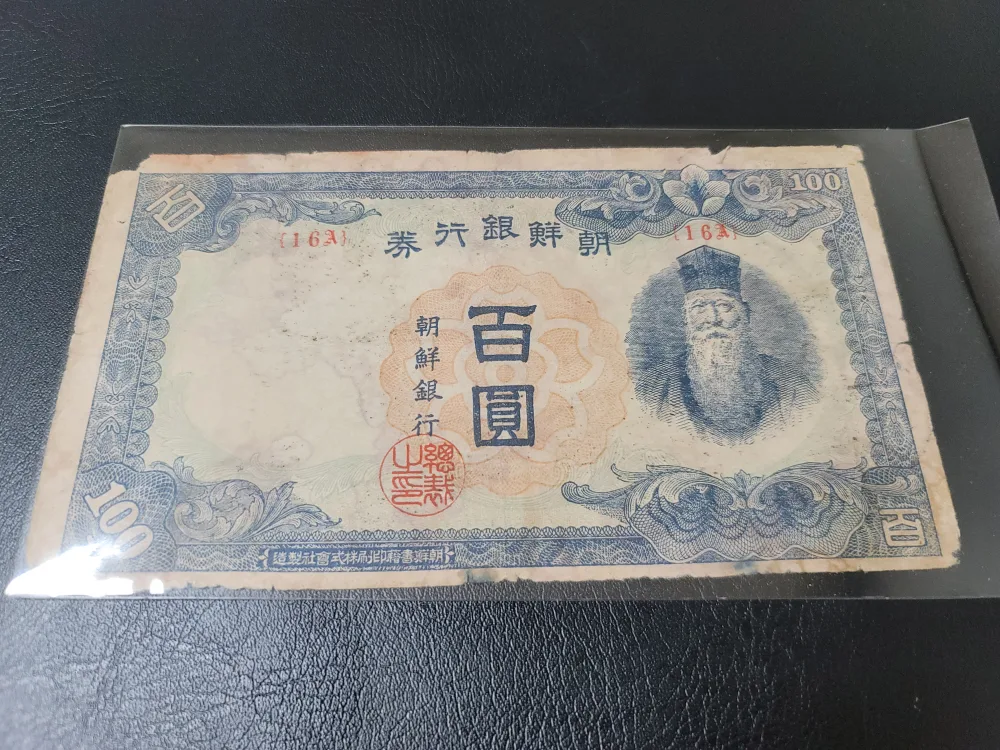 百
100
{16A}
{16A}
朝鮮銀行券
百圓
朝鮮銀行
總裁之印
100
百
朝鮮書籍印刷株式會社製造